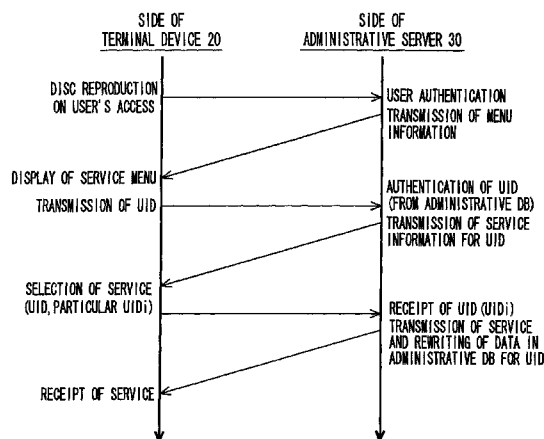 SIDE OF
TERMINAL DEVICE 20
SIDE OF
ADMINISTRATIVE SERVER 30
DISC REPRODUCTION
ON USER'S ACCESS
USER AUTHENTICATION
TRANSMISSION OF MENU
INFORMATION
DISPLAY OF SERVICE MENU
TRANSMISSION OF UID
AUTHENTICATION OF UID
(FROM ADMINISTRATIVE DB)
TRANSMISSION OF SERVICE
INFORMATION FOR UID
SELECTION OF SERVICE
(UID, PARTICULAR UIDi)
RECEIPT OF UID (UIDi)
TRANSMISSION OF SERVICE
AND REWRITING OF DATA IN
ADMINISTRATIVE DB FOR UID
RECEIPT OF SERVICE